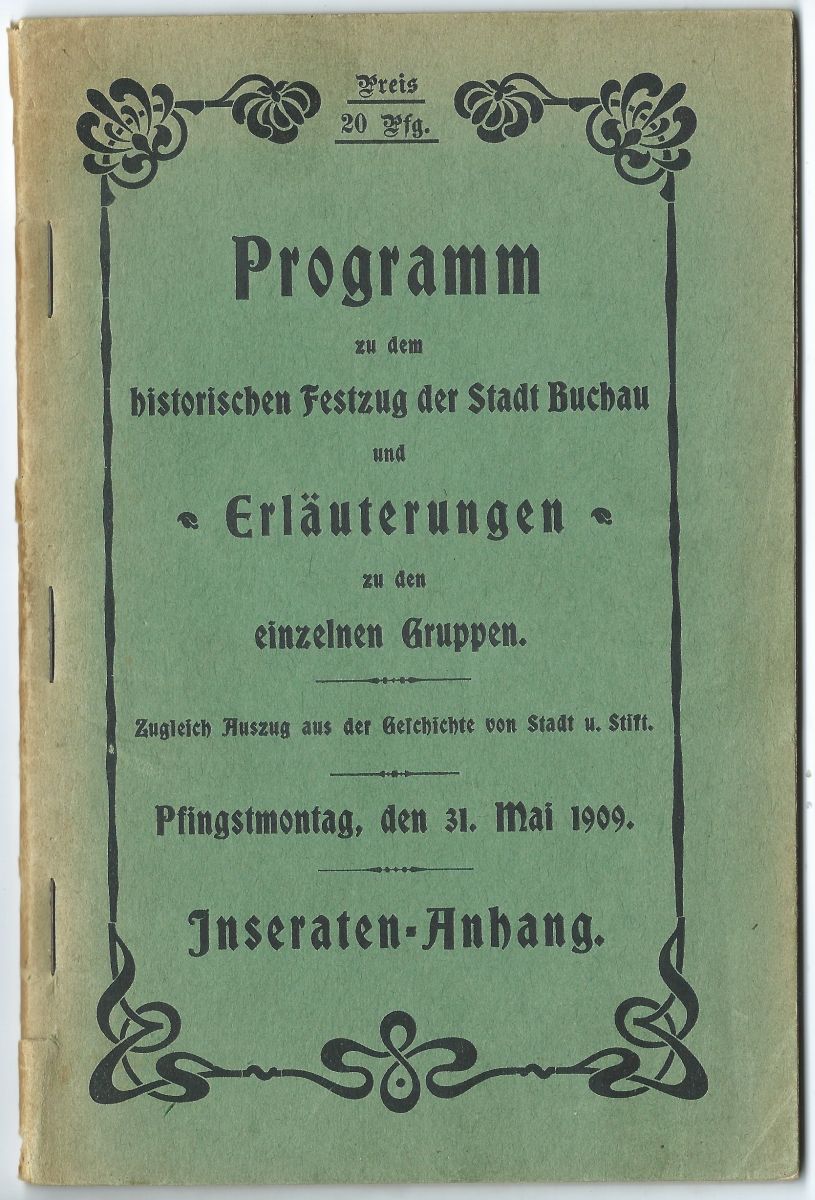 Preis
20 Pfg.
Programm
zu dem
historischen Festzug der Stadt Buchau
und
Erläuterungen
zu den
einzelnen Gruppen.
Zugleich Auszug aus der Geschichte von Stadt u. Stift.
Pfingstmontag, den 31. Mai 1909.
Inseraten-Anhang.